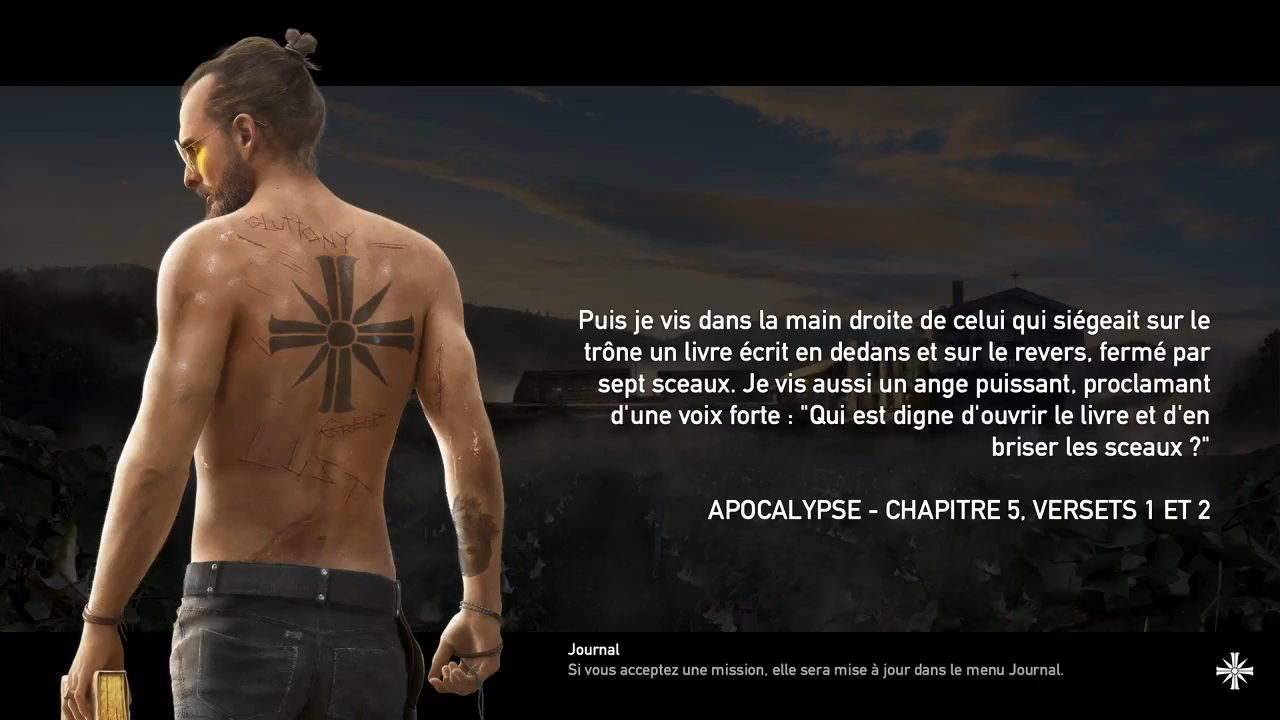 GLUTTONY
GREED
LUST
Puis je vis dans la main droite de celui qui siégeait sur le
trône un livre écrit en dedans et sur le revers, fermé par
sept sceaux. Je vis aussi un ange puissant, proclamant
d'une voix forte : "Qui est digne d'ouvrir le livre et d'en
briser les sceaux ?"
APOCALYPSE - CHAPITRE 5, VERSETS 1 ET 2
Journal
Si vous acceptez une mission, elle sera mise à jour dans le menu Journal.